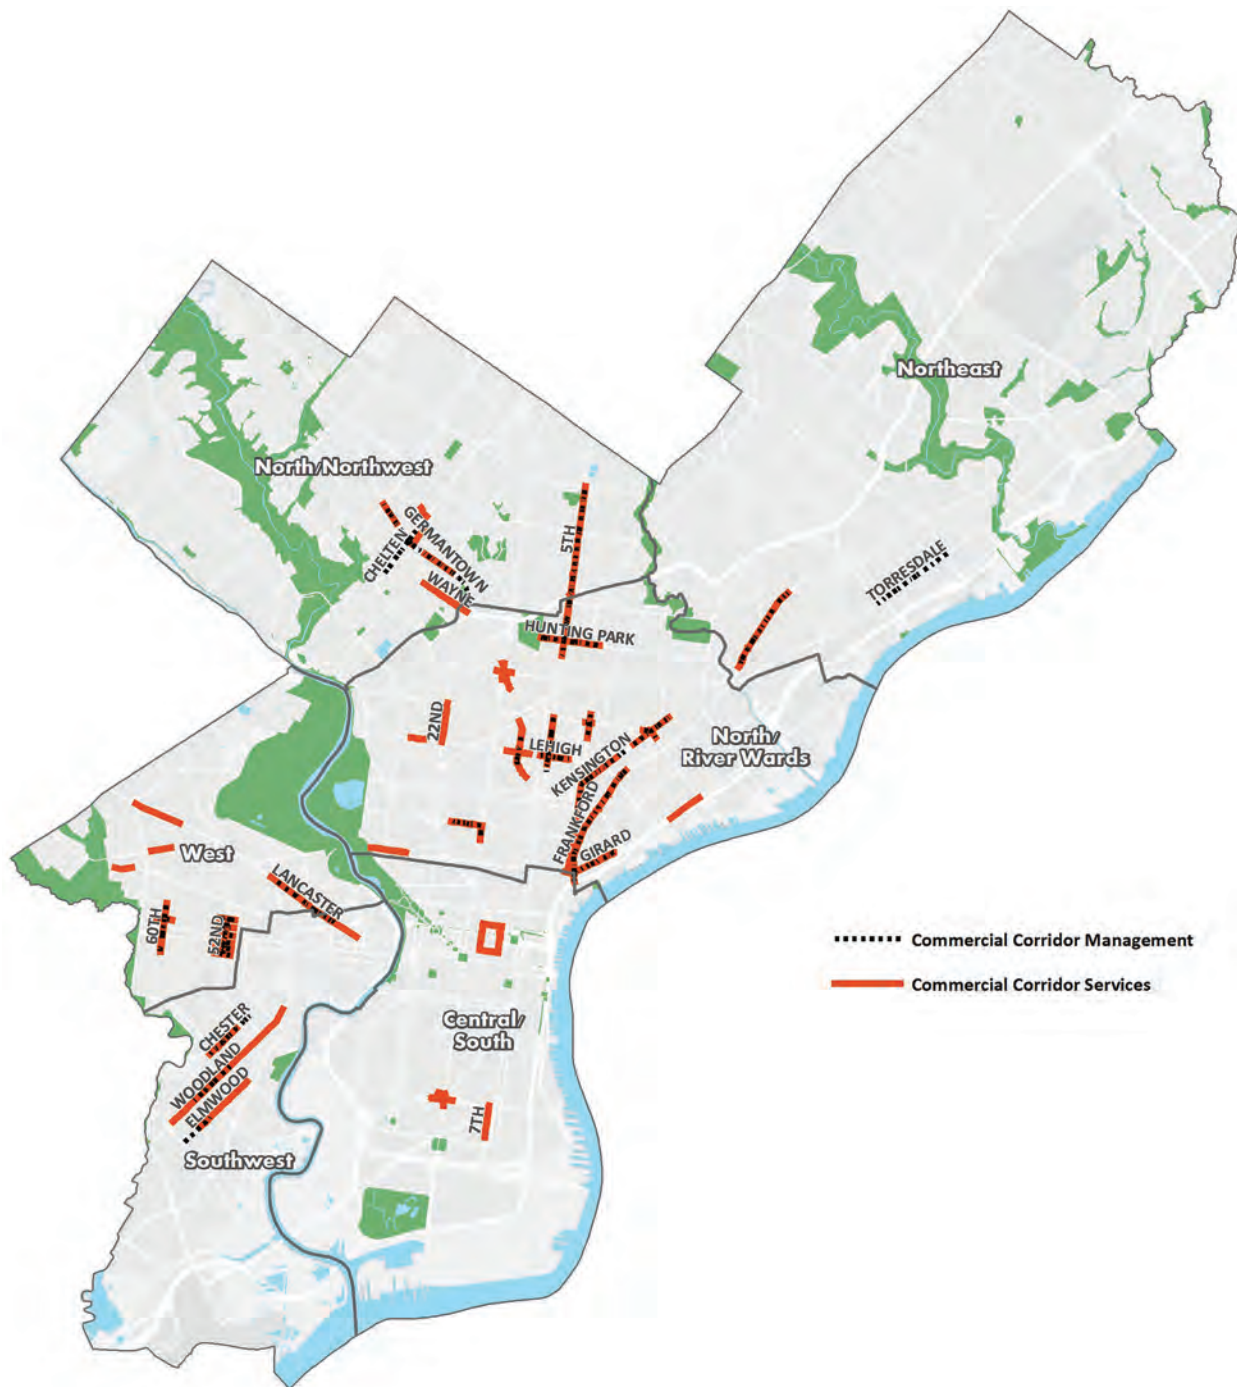 Northeast
North/Northwest
GERMANTOWN
CHELTEN
5TH
TORRESDALE
WAYNE
HUNTING PARK
22ND
LEHIGH
KENSINGTON
North/
River Wards
FRANKFORD
GIRARD
West
LANCASTER
60TH
52ND
Commercial Corridor Management
Commercial Corridor Services
CHESTER
Central/
South
WOODLAND
ELMWOOD
7TH
Southwest